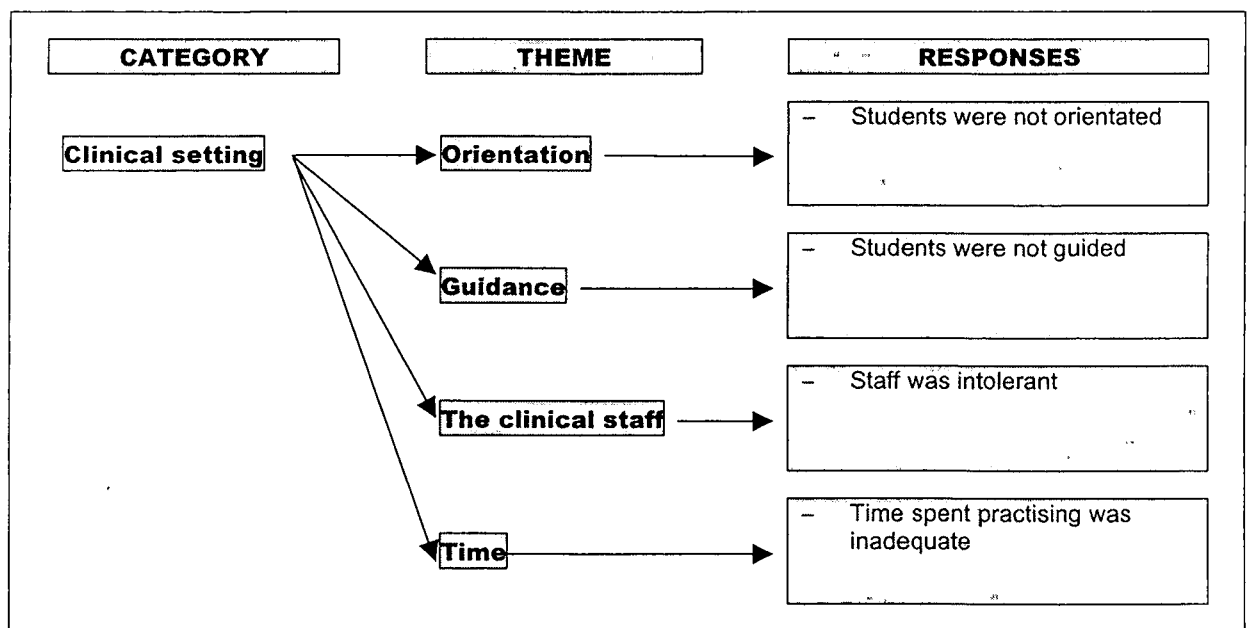 CATEGORY THEME RESPONSES
Clinical setting Orientation – Students were not orientated
Guidance – Students were not guided
The clinical staff – Staff was intolerant
Time – Time spent practising was
inadequate